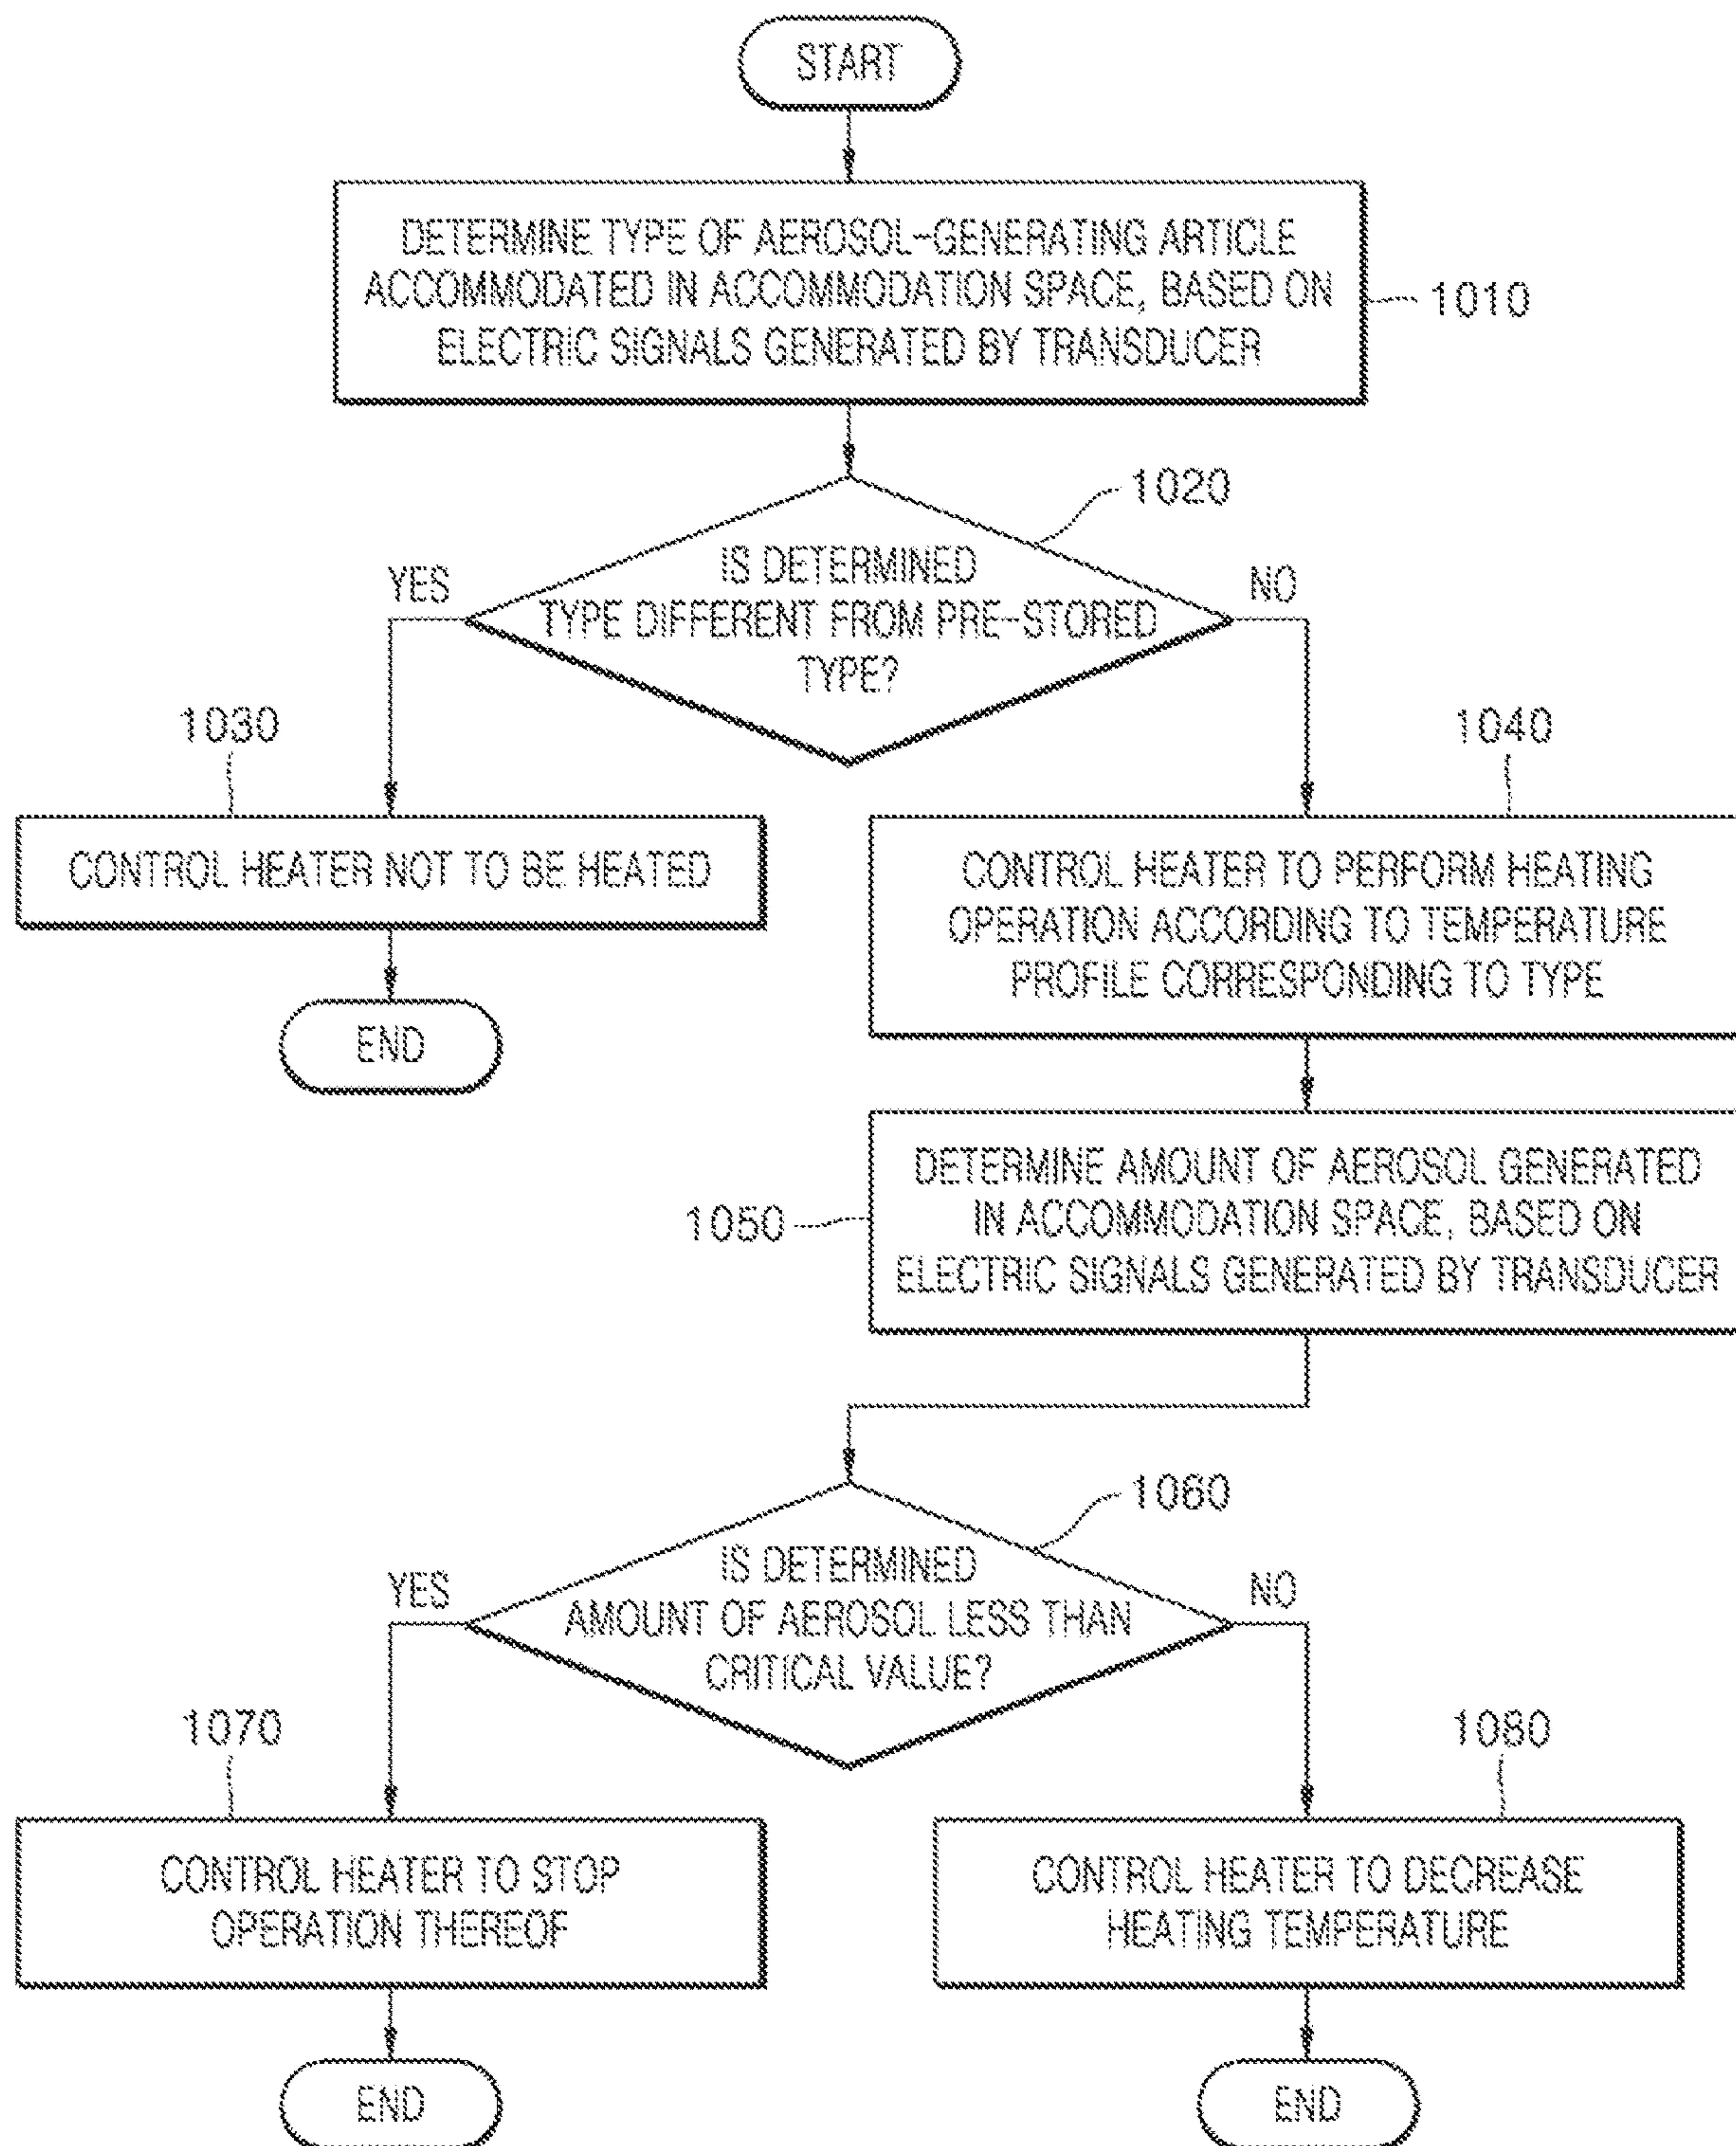 START
DETERMINE TYPE OF AEROSOL-GENERATING ARTICLE
ACCOMMODATED IN ACCOMMODATION SPACE, BASED ON
ELECTRIC SIGNALS GENERATED BY TRANSDUCER
1010
1020
IS DETERMINED
TYPE DIFFERENT FROM PRE-STORED
TYPE?
YES
NO
1030
CONTROL HEATER NOT TO BE HEATED
END
1040
CONTROL HEATER TO PERFORM HEATING
OPERATION ACCORDING TO TEMPERATURE
PROFILE CORRESPONDING TO TYPE
1050
DETERMINE AMOUNT OF AEROSOL GENERATED
IN ACCOMMODATION SPACE, BASED ON
ELECTRIC SIGNALS GENERATED BY TRANSDUCER
1060
IS DETERMINED
AMOUNT OF AEROSOL LESS THAN
CRITICAL VALUE?
YES
NO
1070
CONTROL HEATER TO STOP
OPERATION THEREOF
END
1080
CONTROL HEATER TO DECREASE
HEATING TEMPERATURE
END